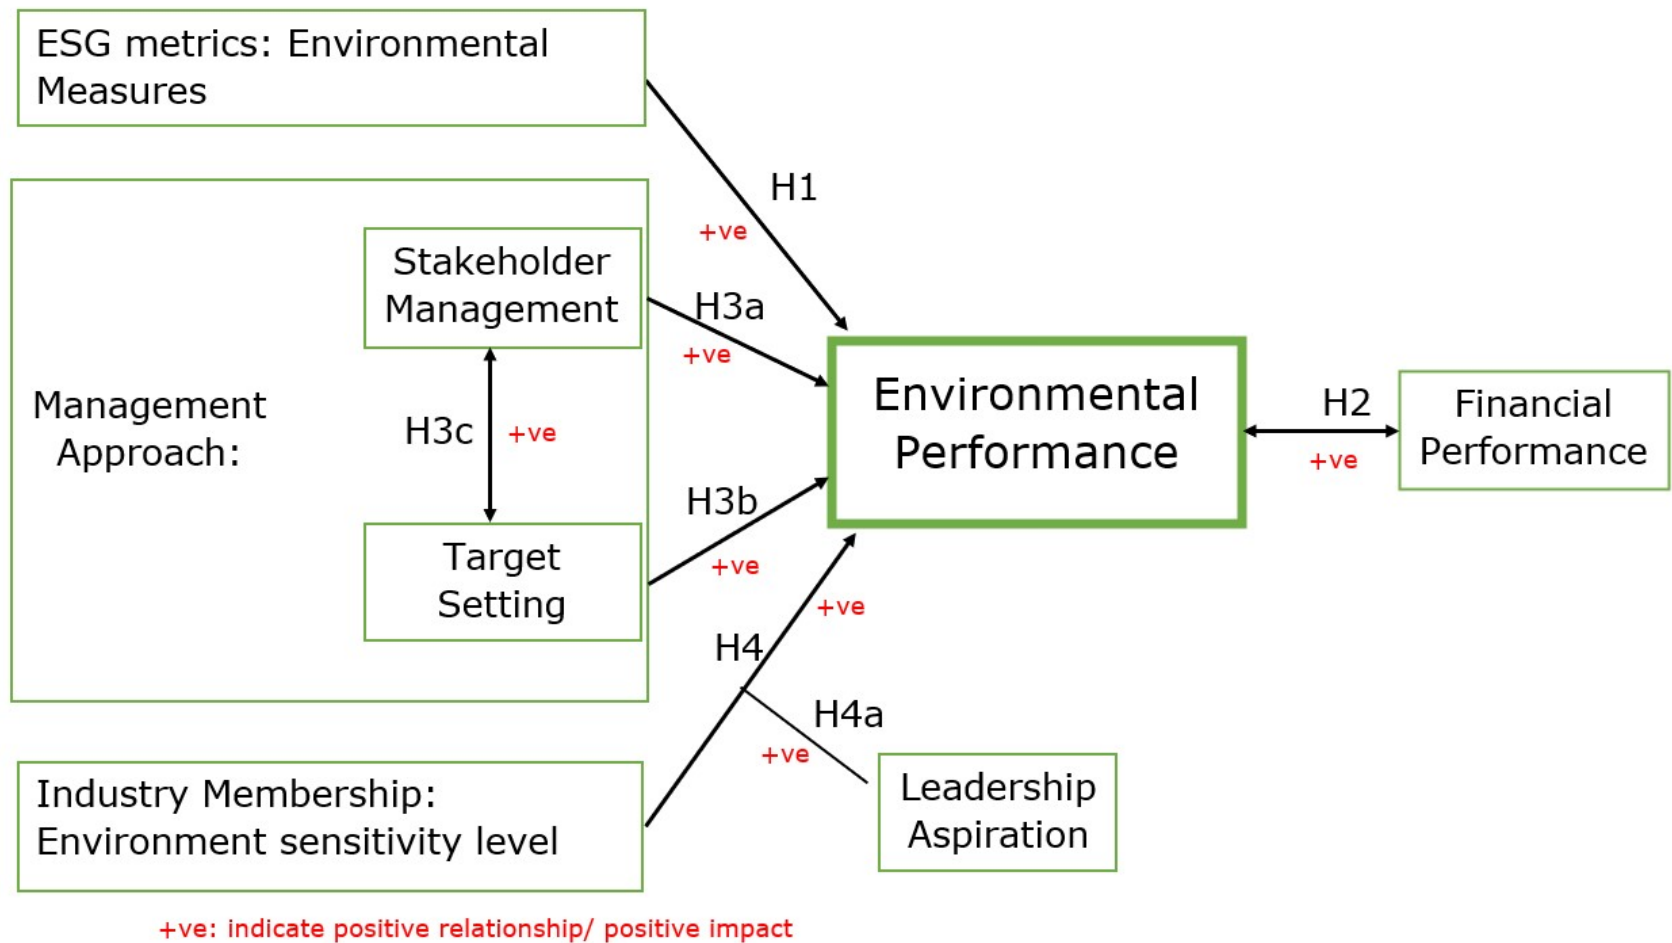 ESG metrics: Environmental
Measures
H1
+ve
Stakeholder
Management
H3a
+ve
Management
Approach:
H3c
+ve
Environmental
Performance
H2
+ve
Financial
Performance
H3b
+ve
Target
Setting
+ve
H4
H4a
+ve
Industry Membership:
Environment sensitivity level
Leadership
Aspiration
+ve: indicate positive relationship/ positive impact